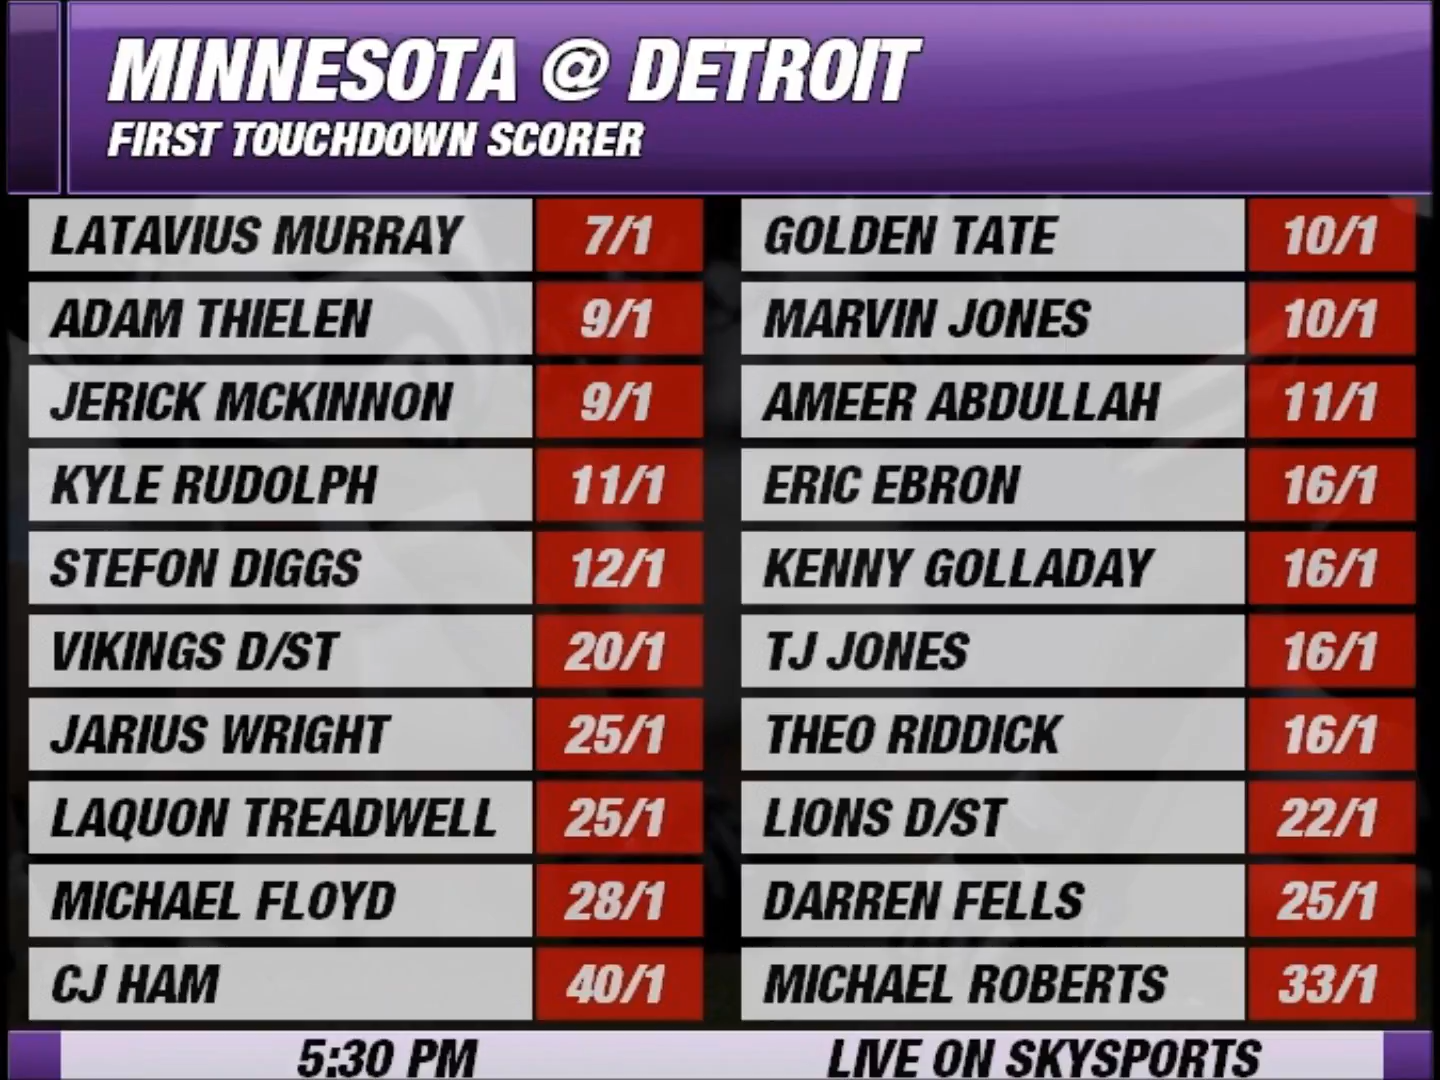 MINNESOTA @ DETROIT
FIRST TOUCHDOWN SCORER
LATAVIUS MURRAY 7/1
ADAM THIELEN 9/1
JERICK MCKINNON 9/1
KYLE RUDOLPH 11/1
STEFON DIGGS 12/1
VIKINGS D/ST 20/1
JARIUS WRIGHT 25/1
LAQUON TREADWELL 25/1
MICHAEL FLOYD 28/1
CJ HAM 40/1
GOLDEN TATE 10/1
MARVIN JONES 10/1
AMEER ABDULLAH 11/1
ERIC EBRON 16/1
KENNY GOLLADAY 16/1
TJ JONES 16/1
THEO RIDDICK 16/1
LIONS D/ST 22/1
DARREN FELLS 25/1
MICHAEL ROBERTS 33/1
5:30 PM LIVE ON SKYSPORTS